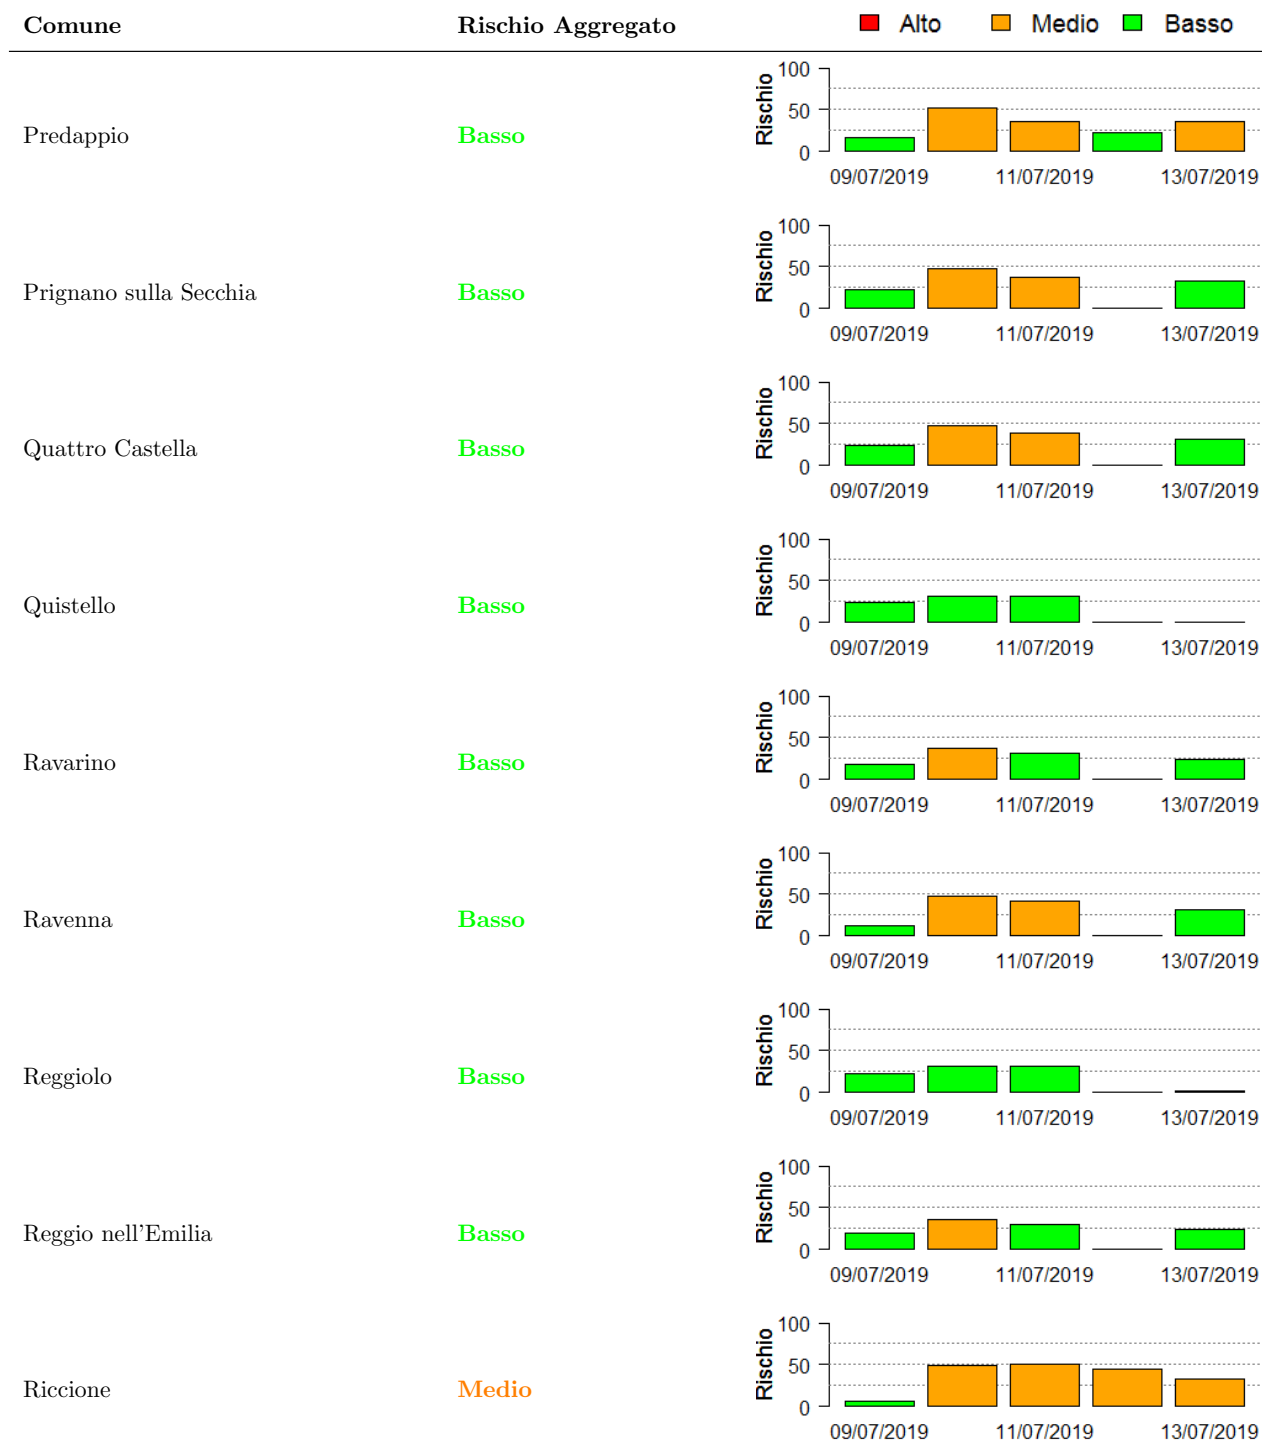 Comune Rischio Aggregato Alto Medio Basso
Predappio Basso Rischio 100 50 0
09/07/2019 11/07/2019 13/07/2019
Prignano sulla Secchia Basso Rischio 100 50 0
09/07/2019 11/07/2019 13/07/2019
Quattro Castella Basso Rischio 100 50 0
09/07/2019 11/07/2019 13/07/2019
Quistello Basso Rischio 100 50 0
09/07/2019 11/07/2019 13/07/2019
Ravarino Basso Rischio 100 50 0
09/07/2019 11/07/2019 13/07/2019
Ravenna Basso Rischio 100 50 0
09/07/2019 11/07/2019 13/07/2019
Reggiolo Basso Rischio 100 50 0
09/07/2019 11/07/2019 13/07/2019
Reggio nell'Emilia Basso Rischio 100 50 0
09/07/2019 11/07/2019 13/07/2019
Riccione Medio Rischio 100 50 0
09/07/2019 11/07/2019 13/07/2019